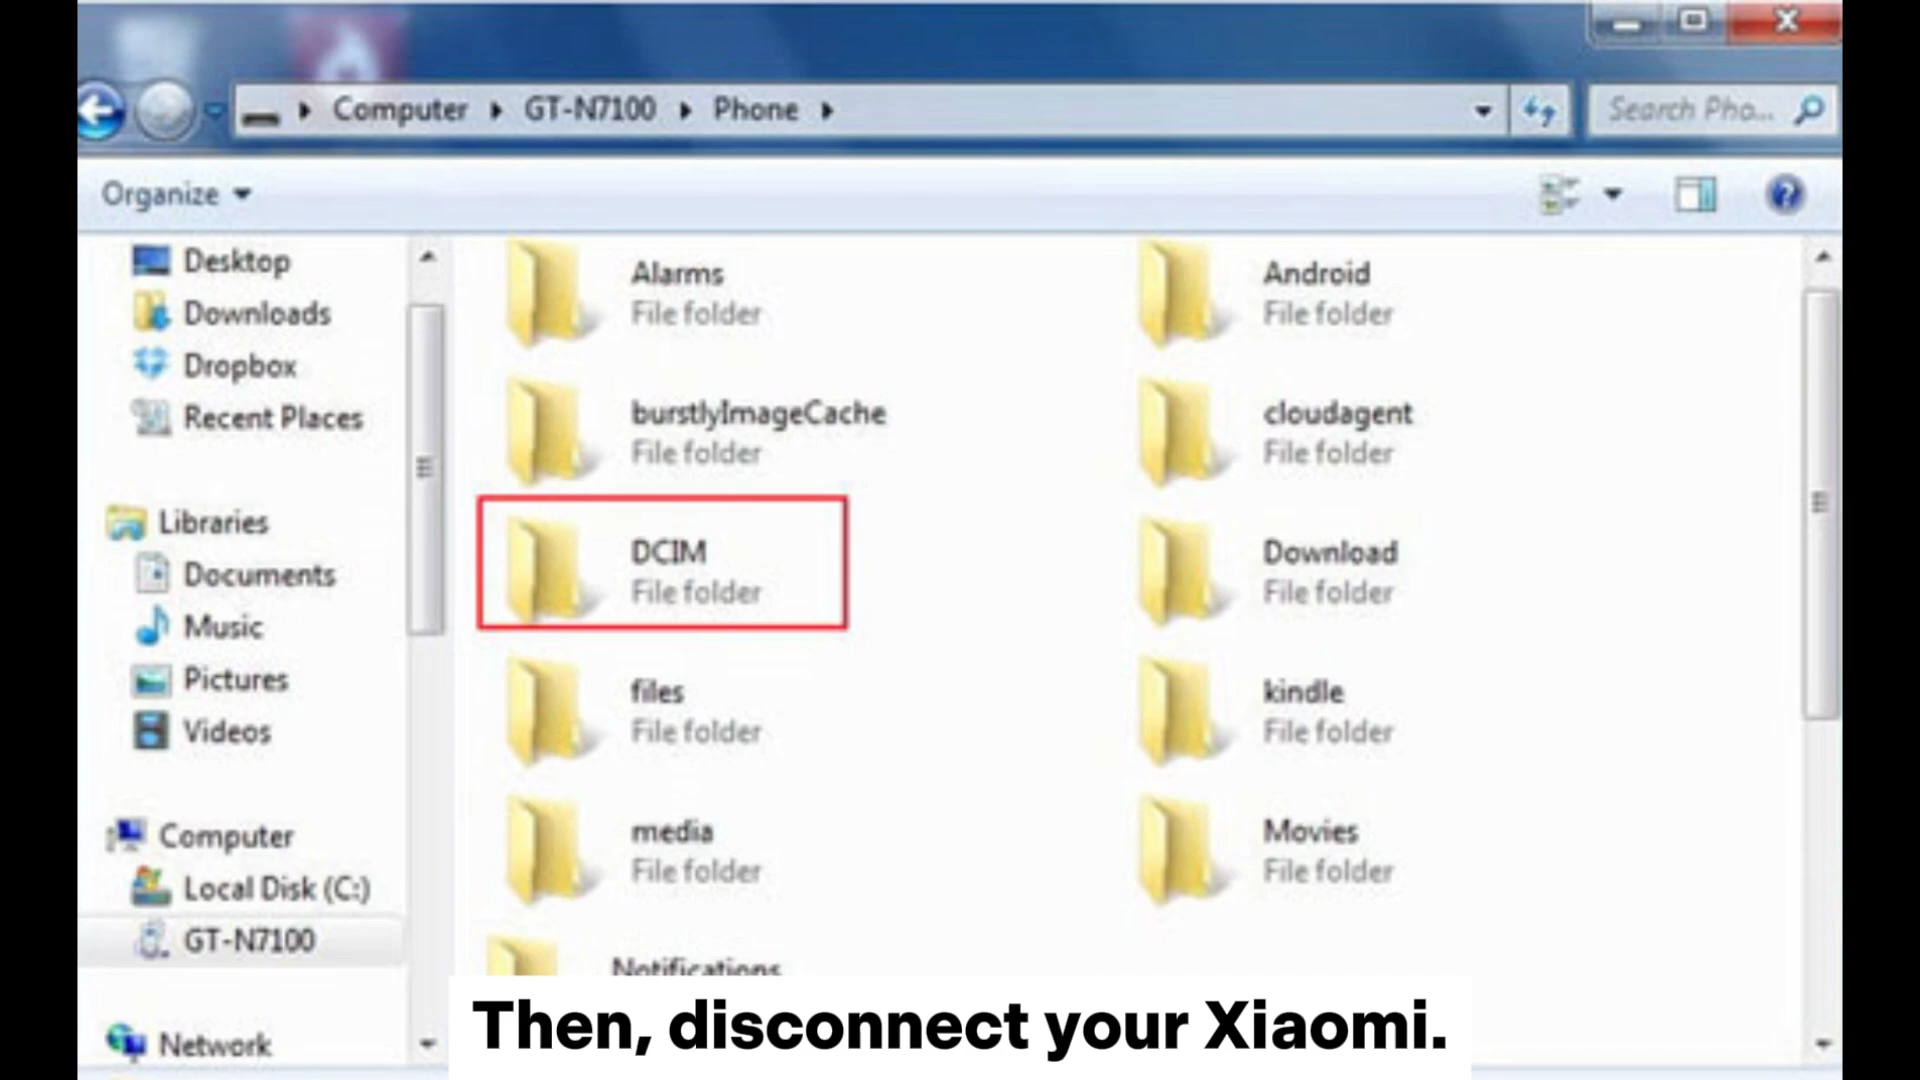 Computer GT-N7100 Phone
Search Pho...
Organize
Desktop
Downloads
Dropbox
Recent Places
Libraries
Documents
Music
Pictures
Videos
Computer
Local Disk (C:)
GT-N7100
Network
Alarms
File folder
Android
File folder
burstlyImageCache
File folder
cloudagent
File folder
DCIM
File folder
Download
File folder
files
File folder
kindle
File folder
media
File folder
Movies
File folder
Notifications
Then, disconnect your Xiaomi.